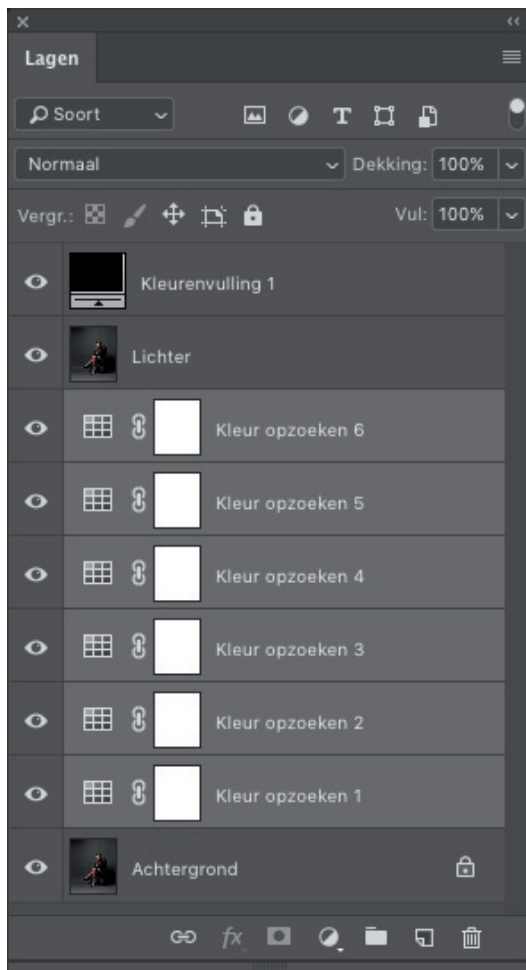 Lagen
Soort
Normaal Dekking: 100%
Vergr.: Vul: 100%
Kleurenvulling 1
Lichter
Kleur opzoeken 6
Kleur opzoeken 5
Kleur opzoeken 4
Kleur opzoeken 3
Kleur opzoeken 2
Kleur opzoeken 1
Achtergrond
fx